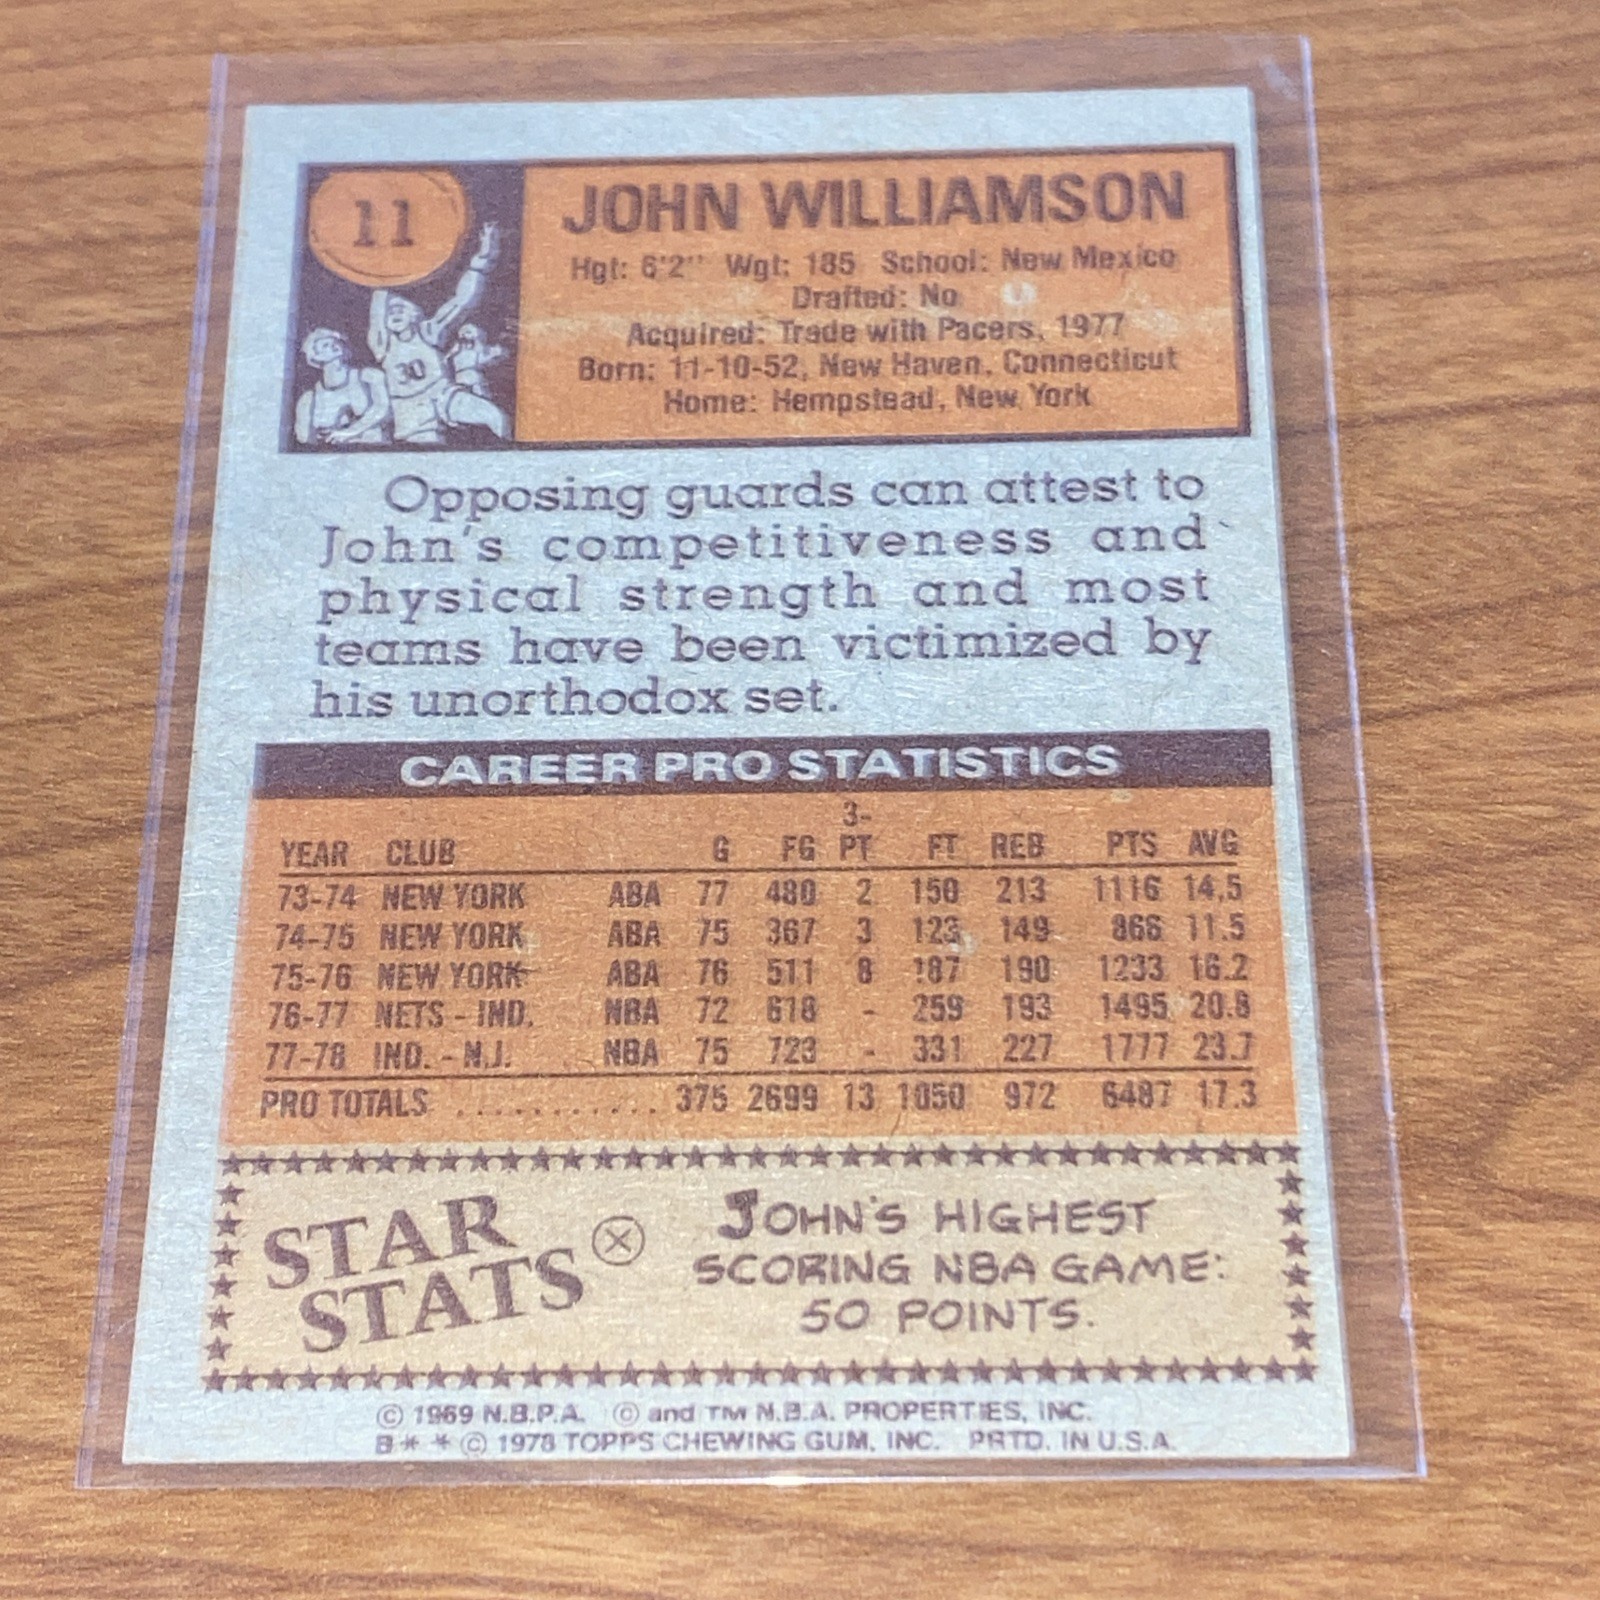 11
JOHN WILLIAMSON
Hgt: 6'2" Wgt: 185 School: New Mexico
Drafted: No
Acquired: Trade with Pacers, 1977
Born: 11-10-52, New Haven, Connecticut
Home: Hempstead, New York
30
Opposing guards can attest to
John's competitiveness and
physical strength and most
teams have been victimized by
his unorthodox set.
CAREER PRO STATISTICS
YEAR CLUB G FG 3-PT FT REB PTS AVG
73-74 NEW YORK ABA 77 480 2 150 213 1116 14.5
74-75 NEW YORK ABA 75 367 3 123 149 866 11.5
75-76 NEW YORK ABA 76 511 8 187 190 1233 16.2
76-77 NETS - IND. NBA 72 618 - 259 193 1495 20.8
77-78 IND. - N.J. NBA 75 723 - 331 227 1777 23.7
PRO TOTALS ............ 375 2699 13 1050 972 6487 17.3
STAR STATS
JOHN'S HIGHEST
SCORING NBA GAME:
50 POINTS.
© 1969 N.B.P.A. © and TM N.B.A. PROPERTIES, INC.
B* * © 1978 TOPPS CHEWING GUM, INC. PRTD. IN U.S.A.